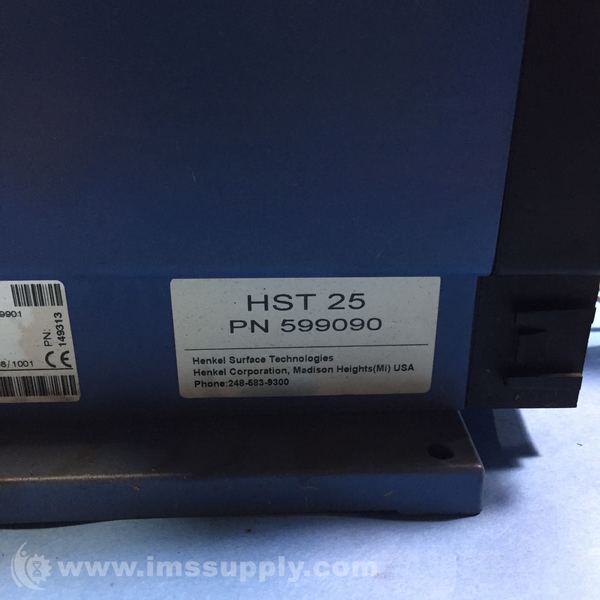 9901
PN:
149313
/1001
CE
HST 25
PN 599090
Henkel Surface Technologies
Henkel Corporation, Madison Heights(Mi) USA
Phone:248-583-9300
www.imssupply.com